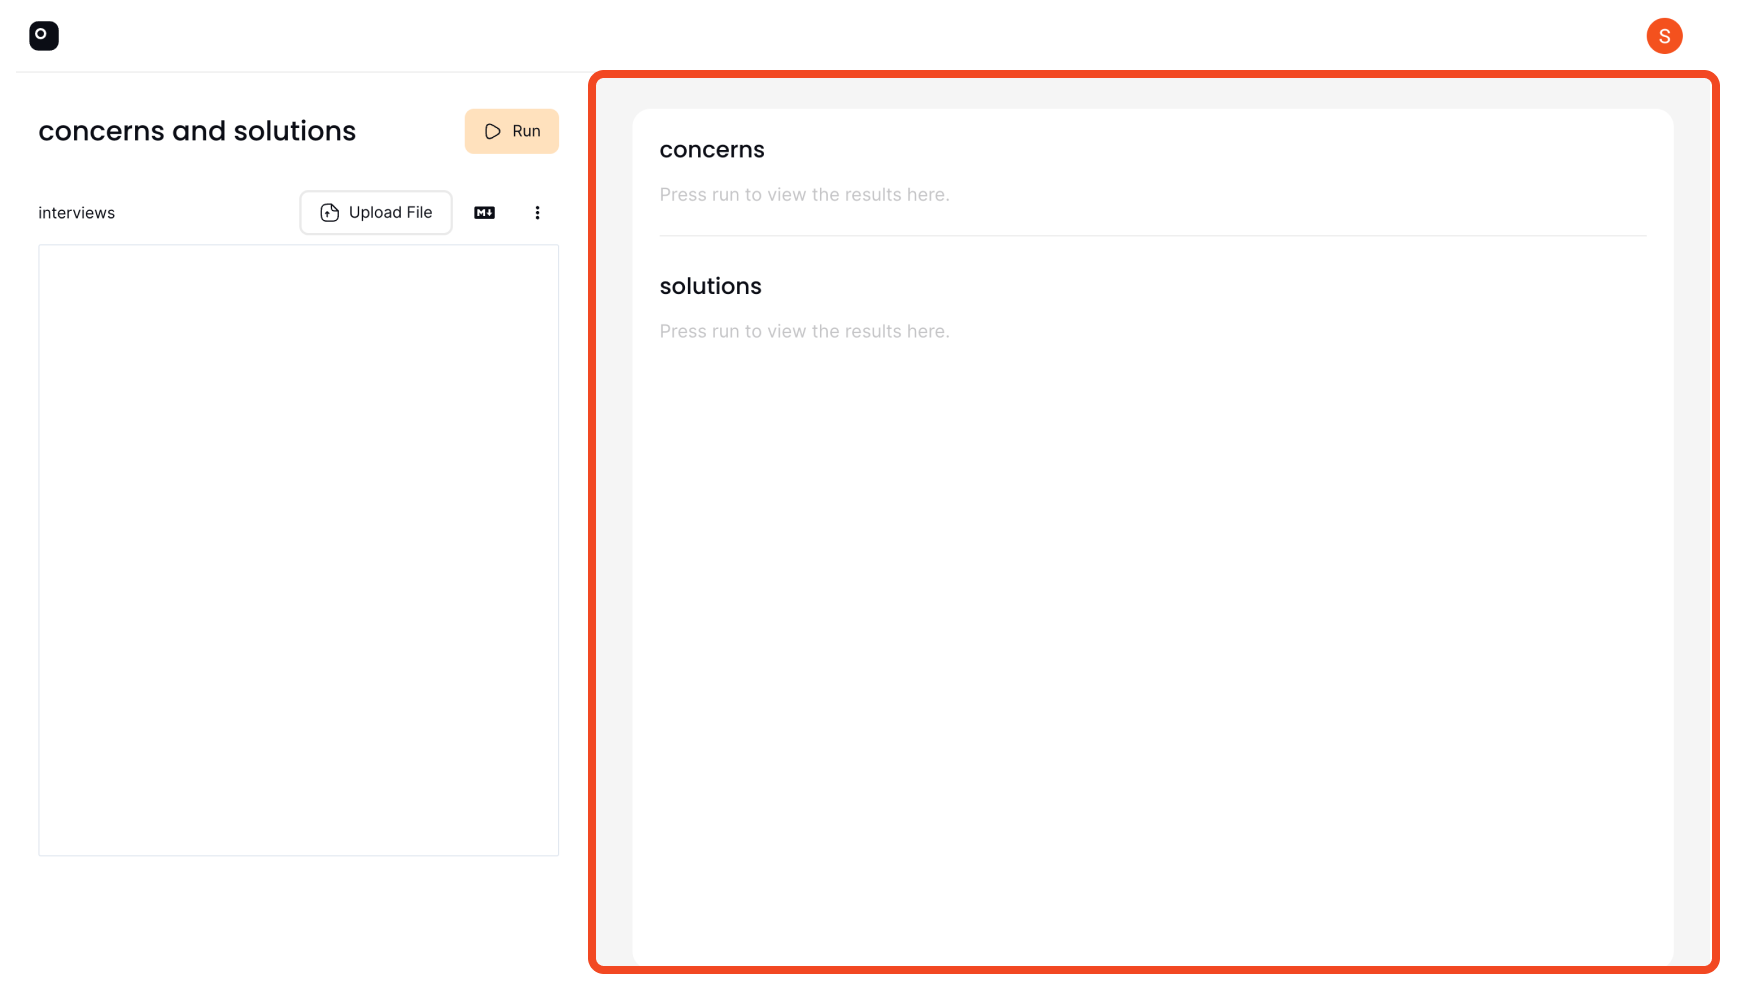 S
concerns and solutions
Run
interviews
Upload File
M
concerns
Press run to view the results here.
solutions
Press run to view the results here.